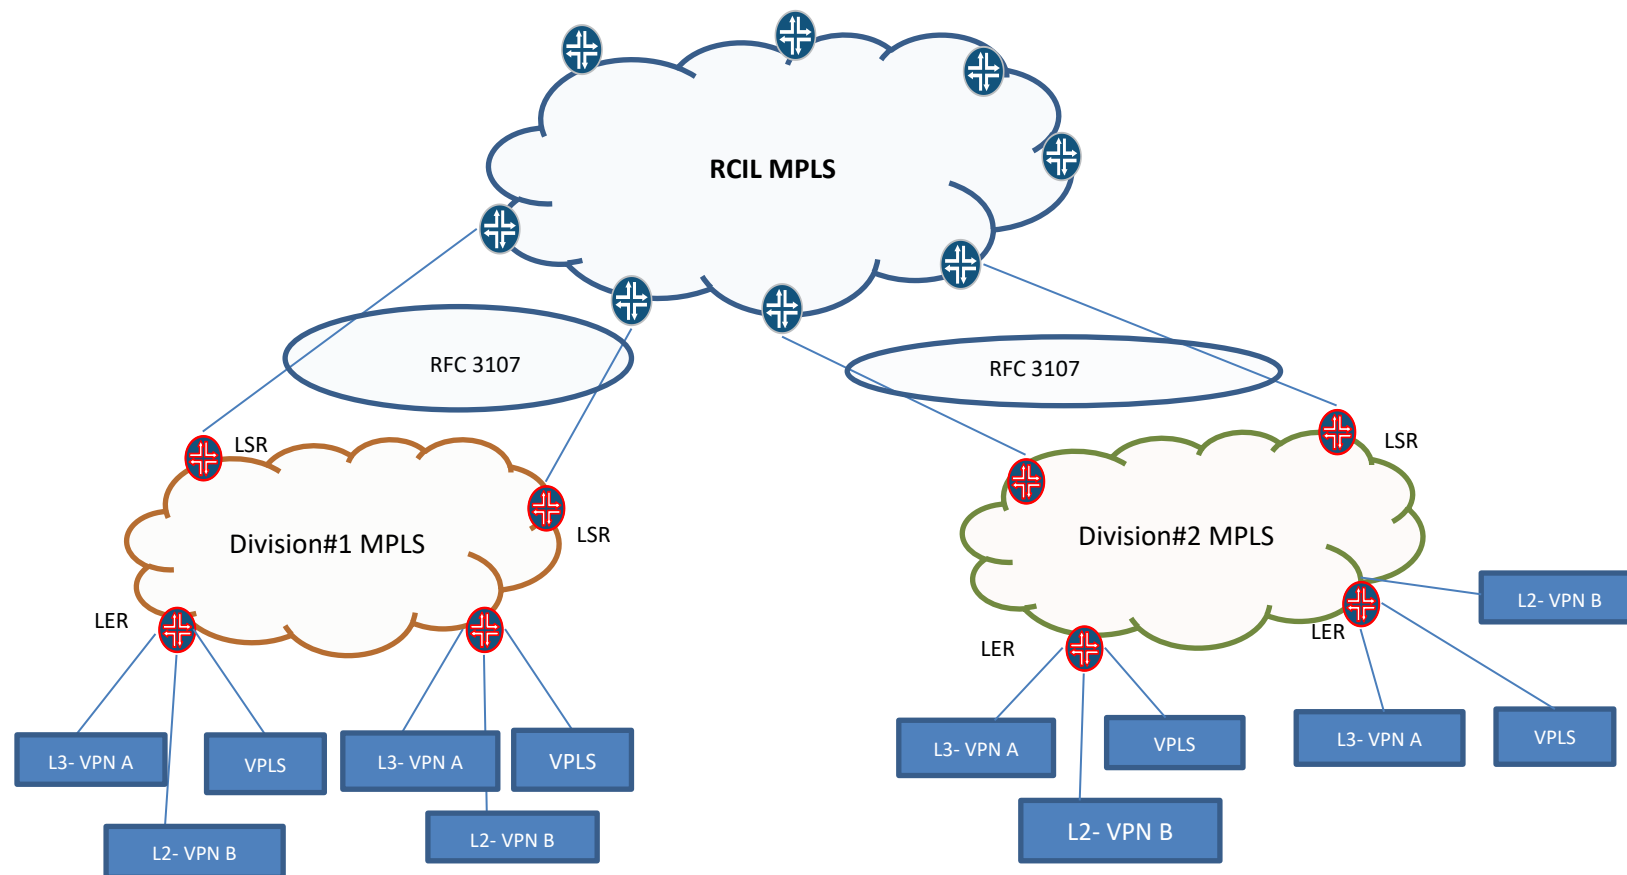 RCIL MPLS
RFC 3107
RFC 3107
LSR
LSR
LSR
Division#1 MPLS
Division#2 MPLS
LER
LER
LER
L2- VPN B
L3- VPN A
VPLS
L3- VPN A
VPLS
L3- VPN A
VPLS
L3- VPN A
VPLS
L2- VPN B
L2- VPN B
L2- VPN B